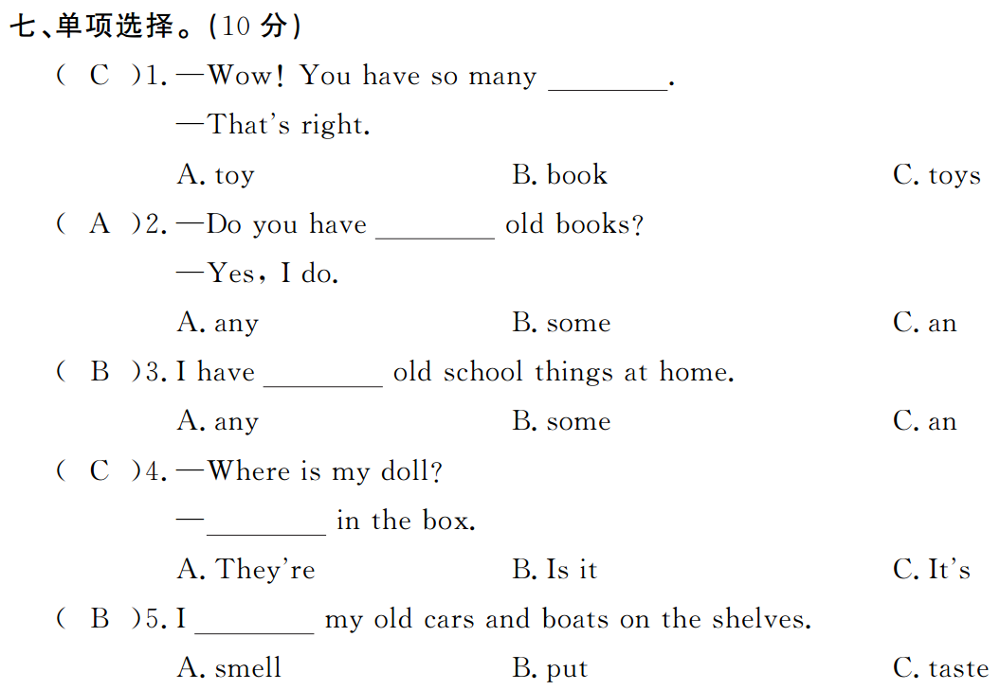 七、单项选择。(10 分)
( C )1. —Wow! You have so many ________.
—That's right.
A. toy B. book C. toys
( A )2. —Do you have ________ old books?
—Yes, I do.
A. any B. some C. an
( B )3. I have ________ old school things at home.
A. any B. some C. an
( C )4. —Where is my doll?
—________ in the box.
A. They're B. Is it C. It's
( B )5. I ________ my old cars and boats on the shelves.
A. smell B. put C. taste